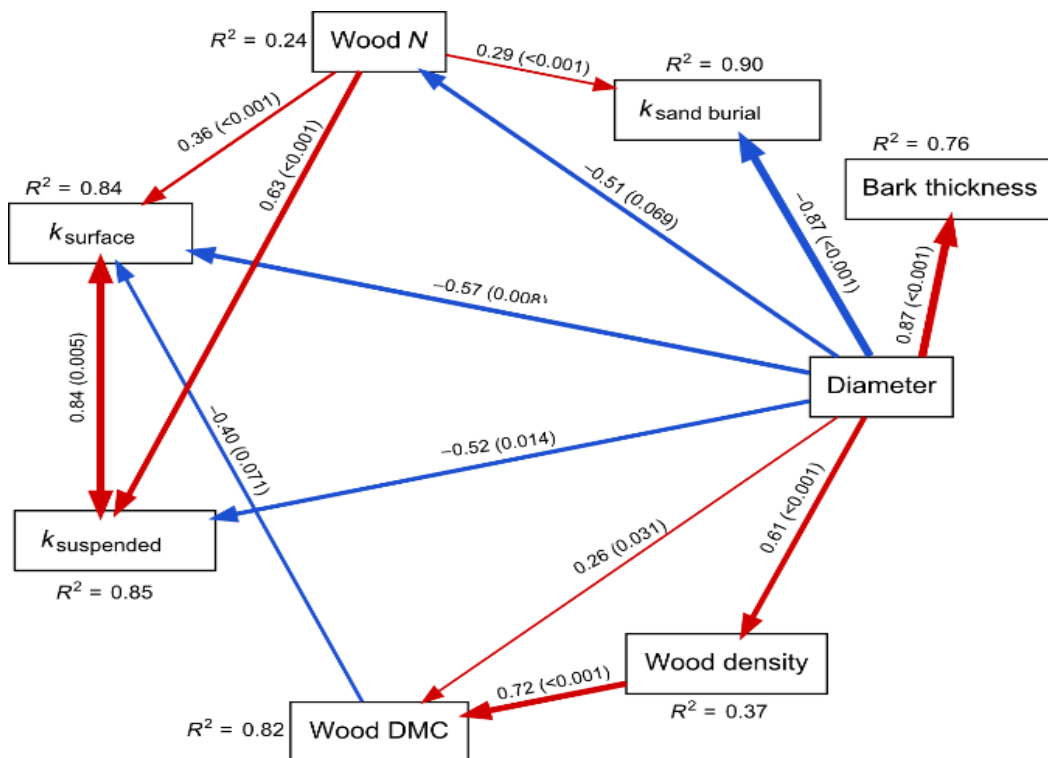 R² = 0.24
Wood N
0.29 (<0.001)
R² = 0.90
k sand burial
R² = 0.76
Bark thickness
0.36 (<0.001)
0.63 (<0.001)
−0.51 (0.069)
−0.87 (<0.001)
0.87 (<0.001)
R² = 0.84
k surface
−0.57 (0.008)
Diameter
0.84 (0.005)
−0.40 (0.071)
−0.52 (0.014)
0.26 (0.031)
0.61 (<0.001)
k suspended
R² = 0.85
Wood density
R² = 0.37
0.72 (<0.001)
R² = 0.82
Wood DMC